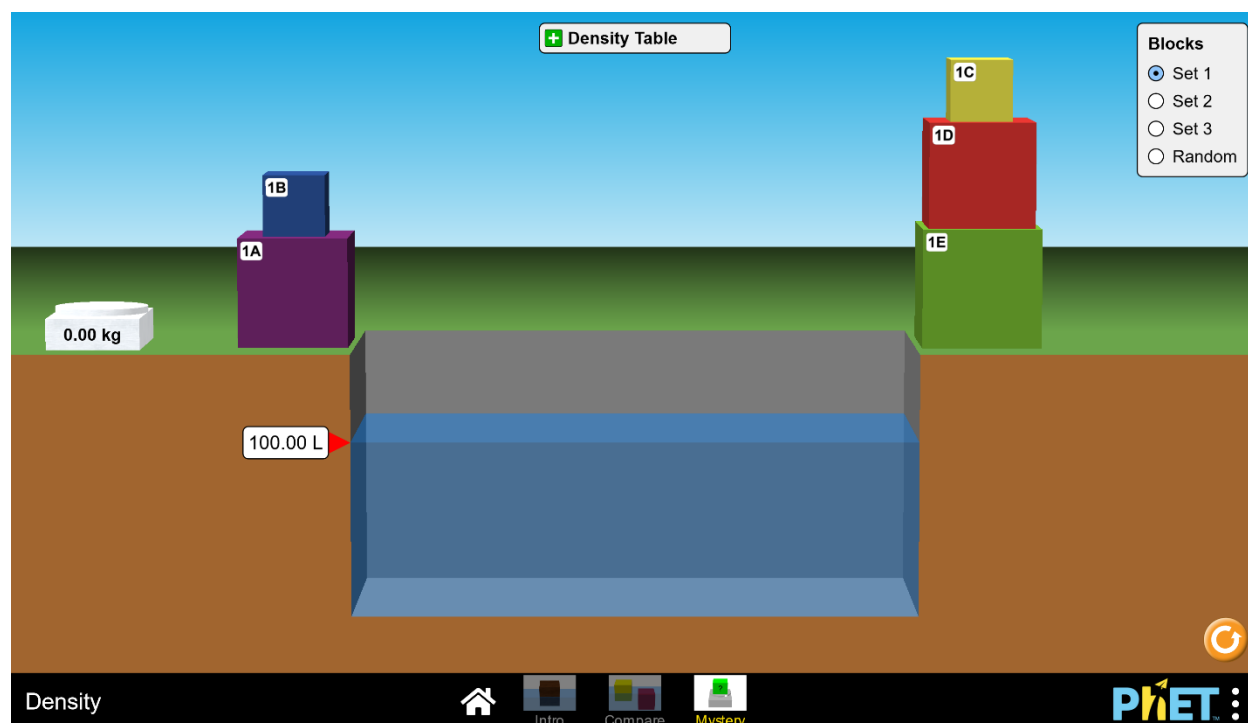 Density Table
Blocks
Set 1
Set 2
Set 3
Random
1C
1D
1B
1A
1E
0.00 kg
100.00 L
Density
Intro
Compare
Mystery
?
PhET